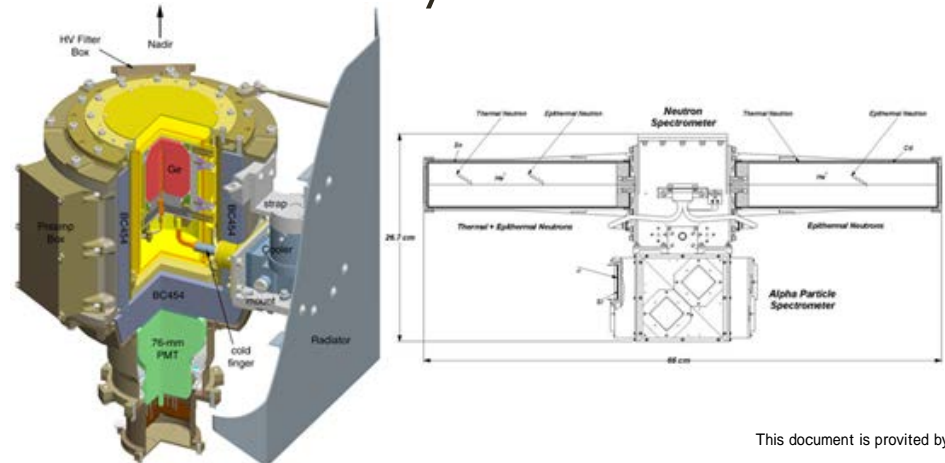 HV Filter
Box
Nadir
Ge
BC454
BC454
Preamp
Box
strap
Cooler
mount
BC454
76-mm
PMT
cold
finger
Radiator
Thermal Neutron
Epithermal Neutron
Neutron
Spectrometer
Thermal Neutron
Epithermal Neutron
Sn
Cd
He
He
Thermal + Epithermal Neutrons
Epithermal Neutrons
26.7 cm
Alpha Particle
Spectrometer
66 cm
This document is provited by